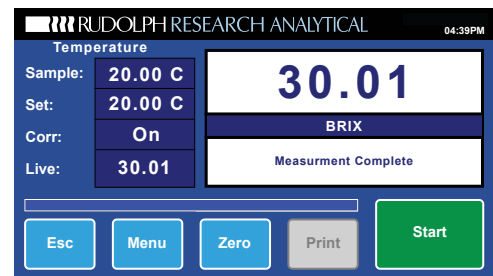 RUDOLPH RESEARCH ANALYTICAL 04:39PM
Temperature
Sample: 20.00 C
Set: 20.00 C
Corr: On
Live: 30.01
30.01
BRIX
Measurment Complete
Esc Menu Zero Print Start